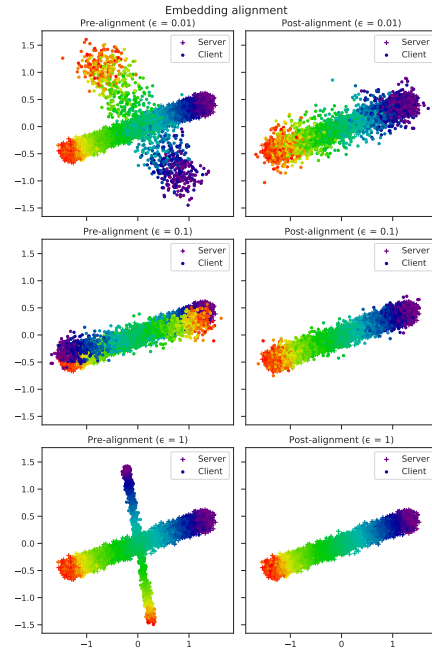 Embedding alignment
Pre-alignment (ϵ = 0.01)
Post-alignment (ϵ = 0.01)
1.5
1.0
0.5
0.0
−0.5
−1.0
−1.5
Server
Client
Server
Client
Pre-alignment (ϵ = 0.1)
Post-alignment (ϵ = 0.1)
1.5
1.0
0.5
0.0
−0.5
−1.0
−1.5
Server
Client
Server
Client
Pre-alignment (ϵ = 1)
Post-alignment (ϵ = 1)
1.5
1.0
0.5
0.0
−0.5
−1.0
−1.5
Server
Client
Server
Client
−1 0 1
−1 0 1